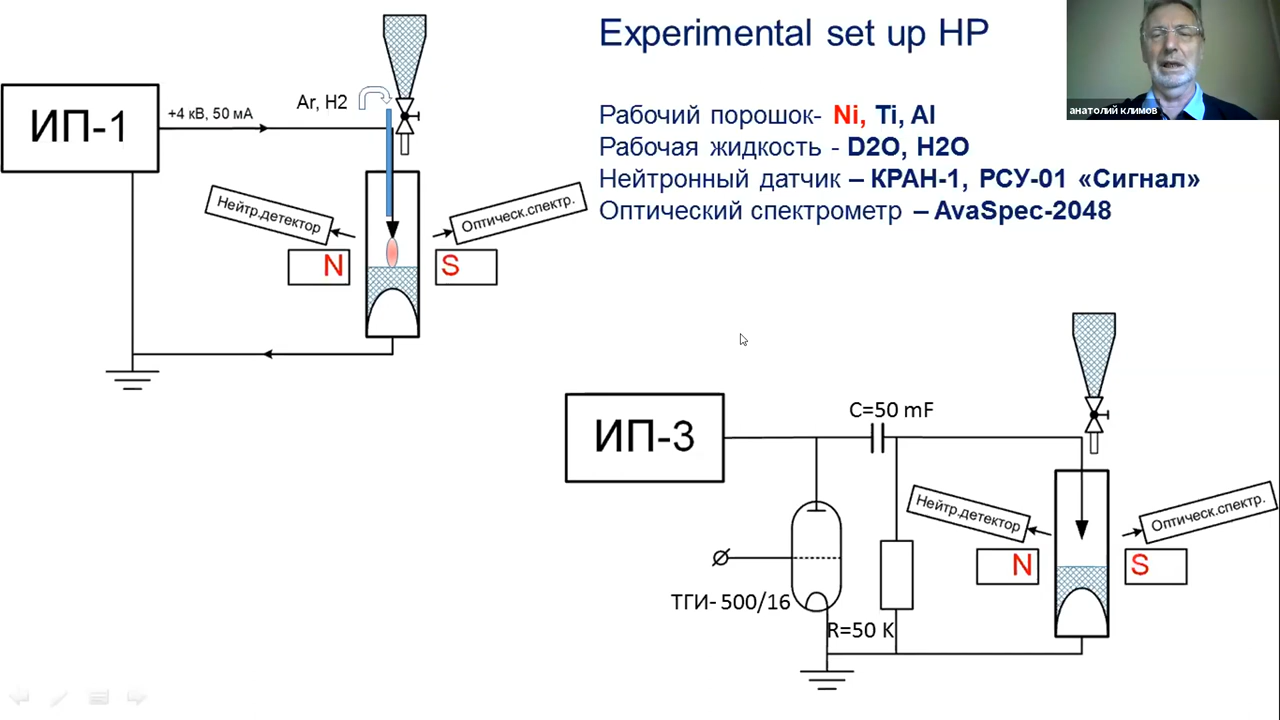 Experimental set up HP
анатолий климов
Рабочий порошок- Ni, Ti, Al
Рабочая жидкость - D2O, H2O
Нейтронный датчик – КРАН-1, РСУ-01 «Сигнал»
Оптический спектрометр – AvaSpec-2048
ИП-1
+4 кВ, 50 мА
Ar, H2
Нейтр.детектор
Оптическ.спектр.
N
S
ИП-3
C=50 mF
Нейтр.детектор
Оптическ.спектр.
N
S
ТГИ- 500/16
R=50 K